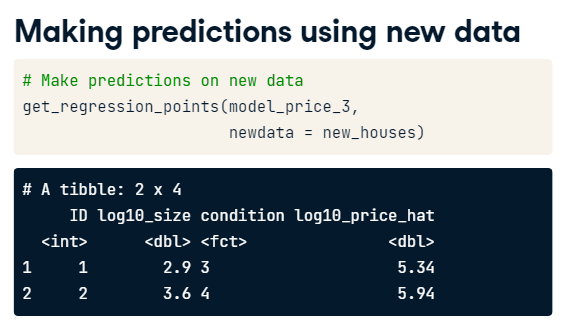 Making predictions using new data
# Make predictions on new data
get_regression_points(model_price_3,
                      newdata = new_houses)
# A tibble: 2 x 4
     ID log10_size condition log10_price_hat
  <int>      <dbl> <fct>               <dbl>
1     1        2.9 3                    5.34
2     2        3.6 4                    5.94